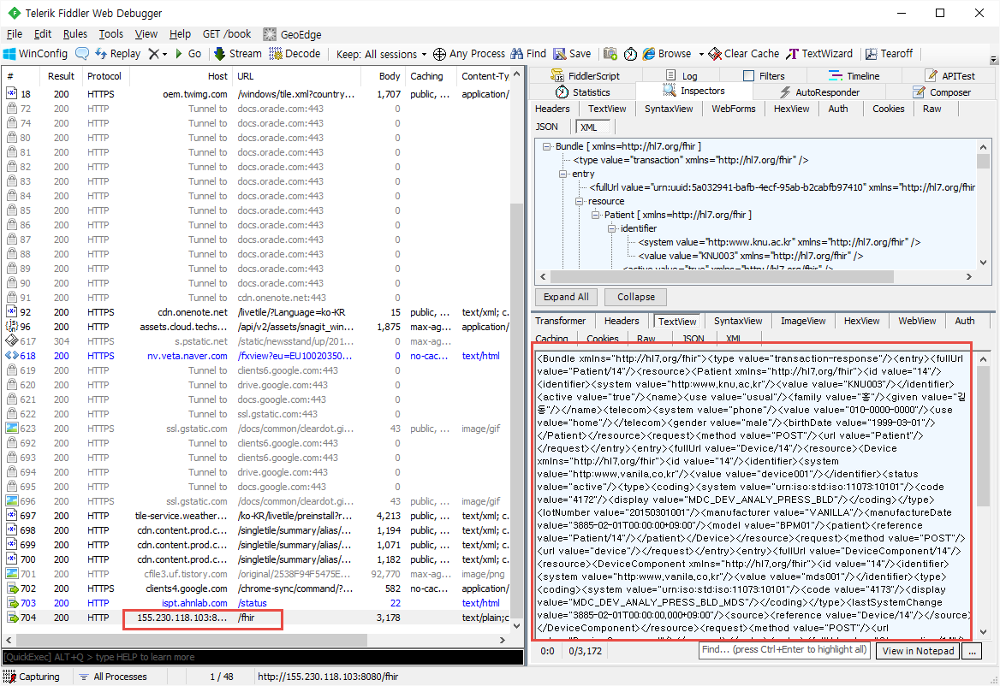 Telerik Fiddler Web Debugger
File Edit Rules Tools View Help GET /book GeoEdge
WinConfig Replay Go Stream Decode Keep: All sessions Any Process Find Save Browse Clear Cache TextWizard Tearoff
# Result Protocol Host URL Body Caching Content-Ty
18 200 HTTPS oem.twimg.com /windows/tile.xml?country... 1,707 public, ... application/
72 200 HTTP Tunnel to docs.oracle.com:443 0
74 200 HTTP Tunnel to docs.oracle.com:443 0
80 200 HTTP Tunnel to docs.oracle.com:443 0
81 200 HTTP Tunnel to docs.oracle.com:443 0
82 200 HTTP Tunnel to docs.oracle.com:443 0
83 200 HTTP Tunnel to docs.oracle.com:443 0
84 200 HTTP Tunnel to docs.oracle.com:443 0
85 200 HTTP Tunnel to docs.oracle.com:443 0
86 200 HTTP Tunnel to docs.oracle.com:443 0
87 200 HTTP Tunnel to docs.oracle.com:443 0
88 200 HTTP Tunnel to docs.oracle.com:443 0
89 200 HTTP Tunnel to docs.oracle.com:443 0
90 200 HTTP Tunnel to docs.oracle.com:443 0
91 200 HTTP Tunnel to cdn.onenote.net:443 0
92 200 HTTPS cdn.onenote.net /livetile/?Language=ko-KR 15 public, ... text/xml; c.
96 200 HTTPS assets.cloud.techs... /api/v2/assets/snagit_win... 1,875 max-ag... application/
617 304 HTTPS s.pstatic.net /static/newsstand/up/201... 0 max-ag...
618 200 HTTPS nv.veta.naver.com /fxview?eu=EU10020350... 0 no-cac... text/html
619 200 HTTP Tunnel to clients6.google.com:443 0
620 200 HTTP Tunnel to drive.google.com:443 0
621 200 HTTP Tunnel to docs.google.com:443 0
622 200 HTTP Tunnel to ssl.gstatic.com:443 0
623 200 HTTPS ssl.gstatic.com /docs/common/cleardot.gi... 43 public, ... image/gif
692 200 HTTP Tunnel to clients6.google.com:443 0
693 200 HTTP Tunnel to clients6.google.com:443 0
694 200 HTTP Tunnel to drive.google.com:443 0
695 200 HTTP Tunnel to docs.google.com:443 0
696 200 HTTPS ssl.gstatic.com /docs/common/cleardot.gi... 43 public, ... image/gif
697 200 HTTP tile-service.weather... /ko-KR/livetile/preinstall?r... 4,213 public, ... text/xml; c.
698 200 HTTP cdn.content.prod.c... /singletile/summary/alias/... 1,194 public, ... text/xml; c.
699 200 HTTP cdn.content.prod.c... /singletile/summary/alias/... 1,071 public, ... text/xml; c.
700 200 HTTP cdn.content.prod.c... /singletile/summary/alias/... 1,182 public, ... text/xml; c.
701 200 HTTP cfile3.uf.tistory.com /original/2538F94F5475E... 92,770 max-ag... image/png
702 200 HTTPS clients4.google.com /chrome-sync/command/?... 582 no-cac... application/
703 200 HTTP ispt.ahnlab.com /status 22 text/html
704 200 HTTP 155.230.118.103:8... /fhir 3,178 text/plain;c
[QuickExec] ALT+Q > type HELP to learn more
Capturing All Processes 1 / 48 http://155.230.118.103:8080/fhir
FiddlerScript Log Filters Timeline APITest
Statistics Inspectors AutoResponder Composer
Headers TextView SyntaxView WebForms HexView Auth Cookies Raw
JSON XML
Bundle [ xmlns=http://hl7.org/fhir ]
<type value="transaction" xmlns="http://hl7.org/fhir" />
entry
<fullUrl value="urn:uuid:5a032941-bafb-4ecf-95ab-b2cabfb97410" xmlns="http://hl7.org/fhir
resource
Patient [ xmlns=http://hl7.org/fhir ]
identifier
<system value="http:www.knu.ac.kr" xmlns="http://hl7.org/fhir" />
<value value="KNU003" xmlns="http://hl7.org/fhir" />
<active value="true" xmlns="http://hl7.org/fhir" />
Expand All Collapse
Transformer Headers TextView SyntaxView ImageView HexView WebView Auth
Caching Cookies Raw JSON XML
<Bundle xmlns="http://hl7.org/fhir"><type value="transaction-response"/><entry><fullUrl
value="Patient/14"/><resource><Patient xmlns="http://hl7.org/fhir"><id value="14"/>
<identifier><system value="http:www.knu.ac.kr"/><value value="KNU003"/></identifier>
<active value="true"/><name><use value="usual"/><family value="홍"/><given value="길
동"/></name><telecom><system value="phone"/><value value="010-0000-0000"/><use
value="home"/></telecom><gender value="male"/><birthDate value="1999-03-01"/>
</Patient></resource><request><method value="POST"/><url value="Patient"/>
</request></entry><entry><fullUrl value="Device/14"/><resource><Device
xmlns="http://hl7.org/fhir"><id value="14"/><identifier><system
value="http:www.vanila.co.kr"/><value value="device001"/></identifier><status
value="active"/><type><coding><system value="urn:iso:std:iso:11073:10101"/><code
value="4172"/><display value="MDC_DEV_ANALY_PRESS_BLD"/></coding></type>
<lotNumber value="20150301001"/><manufacturer value="VANILLA"/><manufactureDate
value="3885-02-01T00:00:00+09:00"/><model value="BPM01"/><patient><reference
value="Patient/14"/></patient></Device></resource><request><method value="POST"/>
<url value="device"/></request></entry><entry><fullUrl value="DeviceComponent/14"/>
<resource><DeviceComponent xmlns="http://hl7.org/fhir"><id value="14"/><identifier>
<system value="http:www.vanila.co.kr"/><value value="mds001"/></identifier><type>
<coding><system value="urn:iso:std:iso:11073:10101"/><code value="4173"/><display
value="MDC_DEV_ANALY_PRESS_BLD_MDS"/></coding></type><lastSystemChange
value="3885-02-01T00:00:00.000+09:00"/><source><reference value="Device/14"/></source>
</DeviceComponent></resource><request><method value="POST"/><url
0:0 0/3,172 Find... (press Ctrl+Enter to highlight all) View in Notepad ...